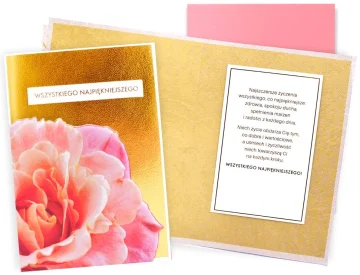 WSZYSTKIEGO NAJPIĘKNIEJSZEGO
Najszczersze życzenia
wszystkiego, co najpiękniejsze
zdrowia, spokoju ducha,
spełnienia marzeń
i radości z każdego dnia.
Niech życie obdarza Cię tym,
co dobre i wartościowe,
a uśmiech i życzliwość
niech towarzyszą Ci
na każdym kroku.
WSZYSTKIEGO NAJPIĘKNIEJSZEGO!